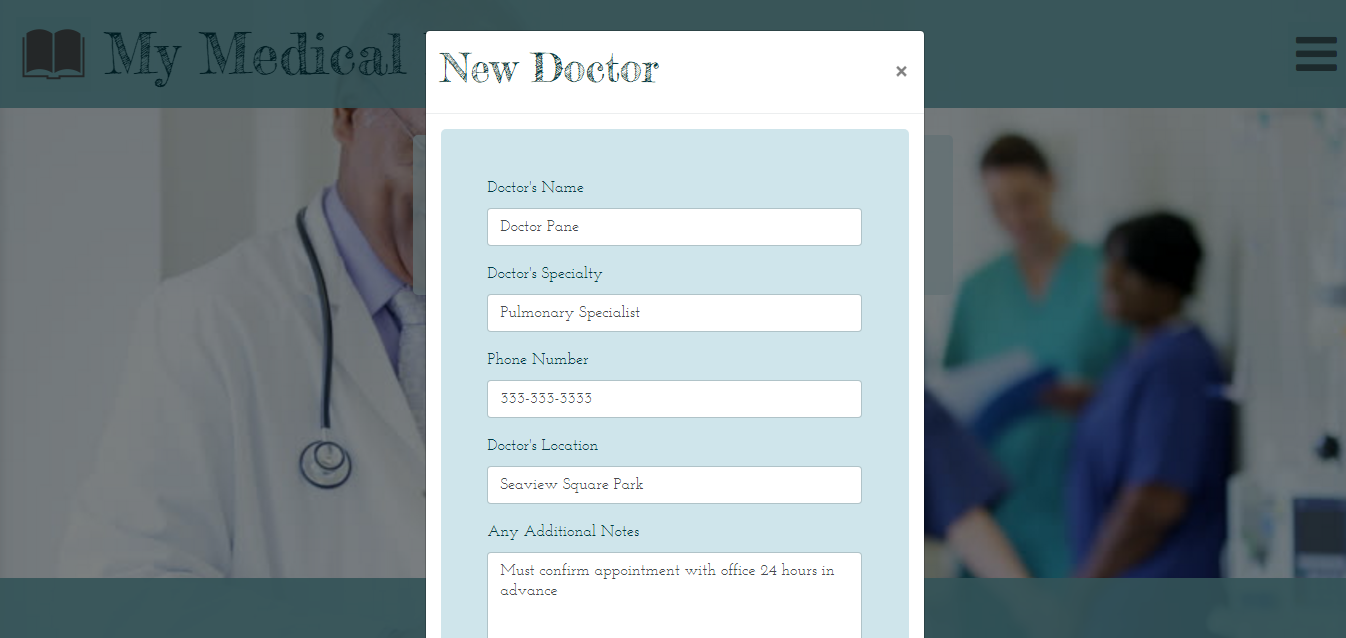 My Medical
New Doctor
×
Doctor's Name
Doctor Pane
Doctor's Specialty
Pulmonary Specialist
Phone Number
333-333-3333
Doctor's Location
Seaview Square Park
Any Additional Notes
Must confirm appointment with office 24 hours in
advance